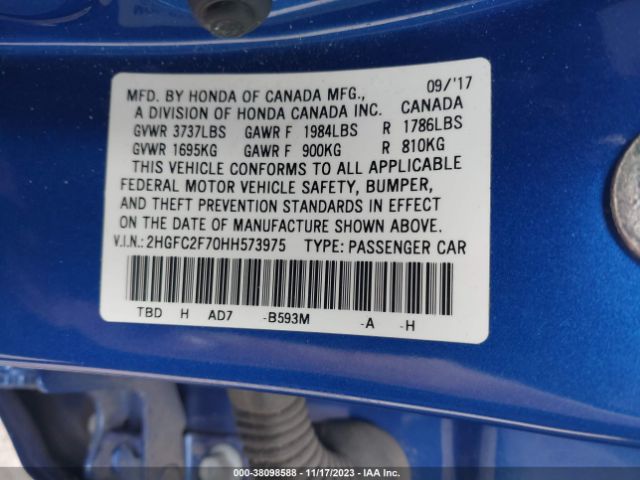 09/'17
MFD. BY HONDA OF CANADA MFG.,
A DIVISION OF HONDA CANADA INC. CANADA
GVWR 3737LBS GAWR F 1984LBS R 1786LBS
GVWR 1695KG GAWR F 900KG R 810KG
THIS VEHICLE CONFORMS TO ALL APPLICABLE
FEDERAL MOTOR VEHICLE SAFETY, BUMPER,
AND THEFT PREVENTION STANDARDS IN EFFECT
ON THE DATE OF MANUFACTURE SHOWN ABOVE.
V.I.N.: 2HGFC2F70HH573975 TYPE: PASSENGER CAR
TBD H AD7 -B593M -A -H
000-38098588 - 11/17/2023 - IAA Inc.